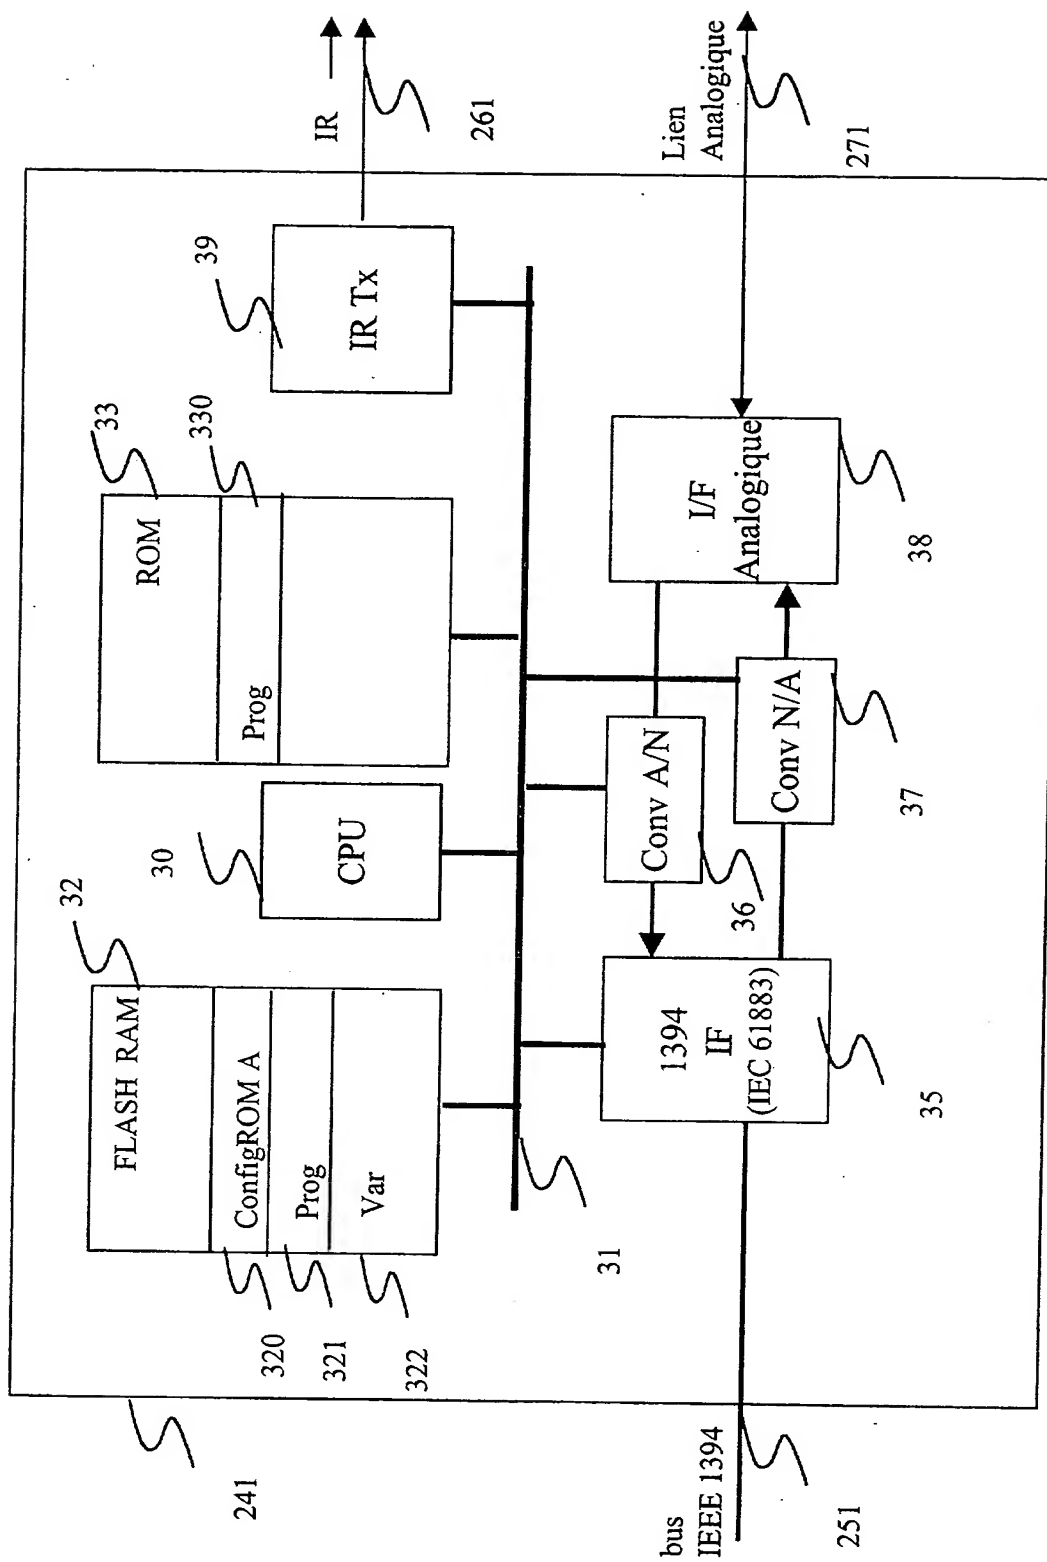 241
32
FLASH RAM
ConfigROM A
Prog
Var
320
321
322
30
CPU
33
ROM
330
Prog
39
IR Tx
IR
261
31
bus
IEEE 1394
251
1394
IF
(IEC 61883)
35
Conv A/N
36
Conv N/A
37
I/F
Analogique
38
Lien
Analogique
271